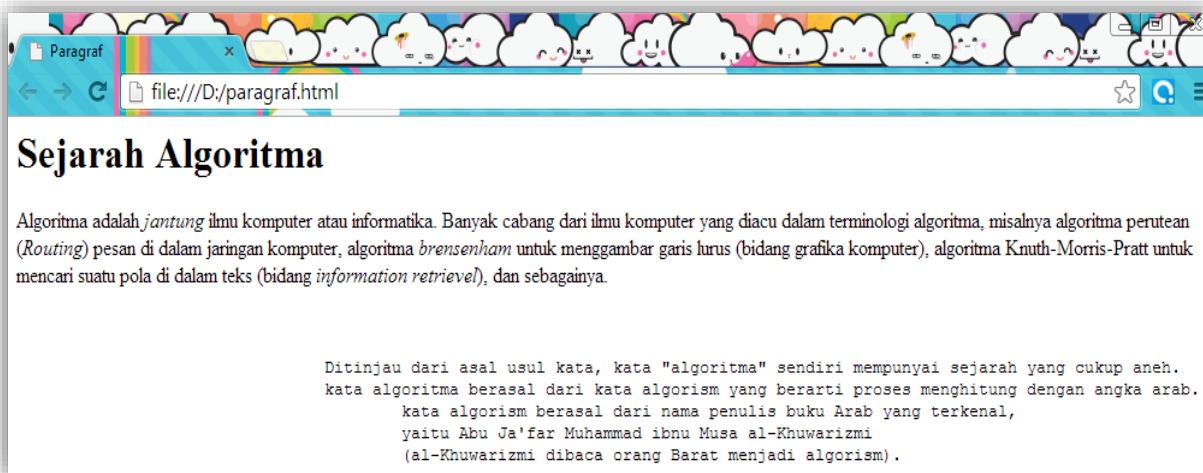 Paragraf
file:///D:/paragraf.html
Sejarah Algoritma
Algoritma adalah jantung ilmu komputer atau informatika. Banyak cabang dari ilmu komputer yang diacu dalam terminologi algoritma, misalnya algoritma perutean
(Routing) pesan di dalam jaringan komputer, algoritma brensenham untuk menggambar garis lurus (bidang grafika komputer), algoritma Knuth-Morris-Pratt untuk
mencari suatu pola di dalam teks (bidang information retrievel), dan sebagainya.
Ditinjau dari asal usul kata, kata "algoritma" sendiri mempunyai sejarah yang cukup aneh.
kata algoritma berasal dari kata algorism yang berarti proses menghitung dengan angka arab.
kata algorism berasal dari nama penulis buku Arab yang terkenal,
yaitu Abu Ja'far Muhammad ibnu Musa al-Khuwarizmi
(al-Khuwarizmi dibaca orang Barat menjadi algorism).